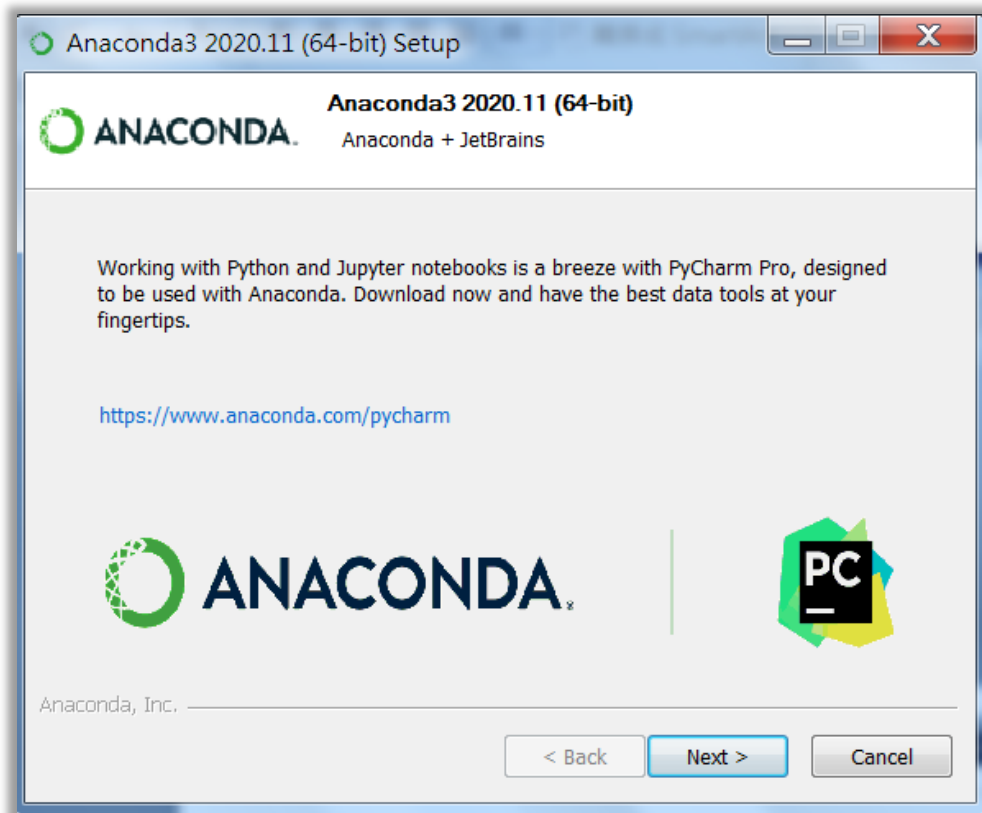 Anaconda3 2020.11 (64-bit) Setup
ANACONDA.
Anaconda3 2020.11 (64-bit)
Anaconda + JetBrains
Working with Python and Jupyter notebooks is a breeze with PyCharm Pro, designed
to be used with Anaconda. Download now and have the best data tools at your
fingertips.
https://www.anaconda.com/pycharm
ANACONDA.
PC
Anaconda, Inc.
< Back
Next >
Cancel